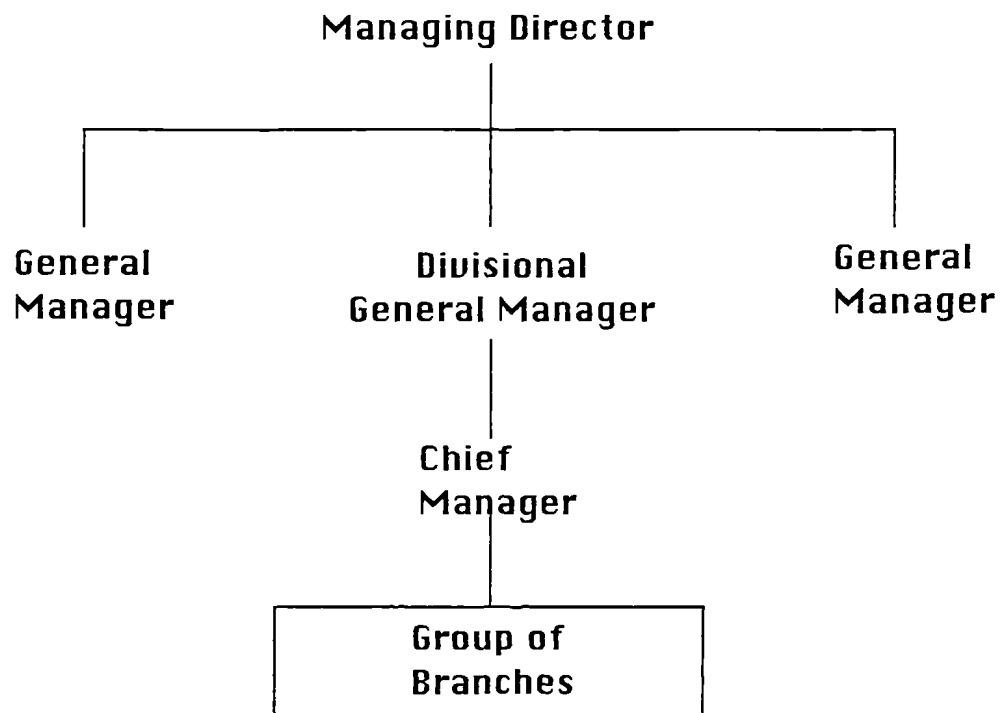 Managing Director
General
Manager
Divisional
General Manager
General
Manager
Chief
Manager
Group of
Branches